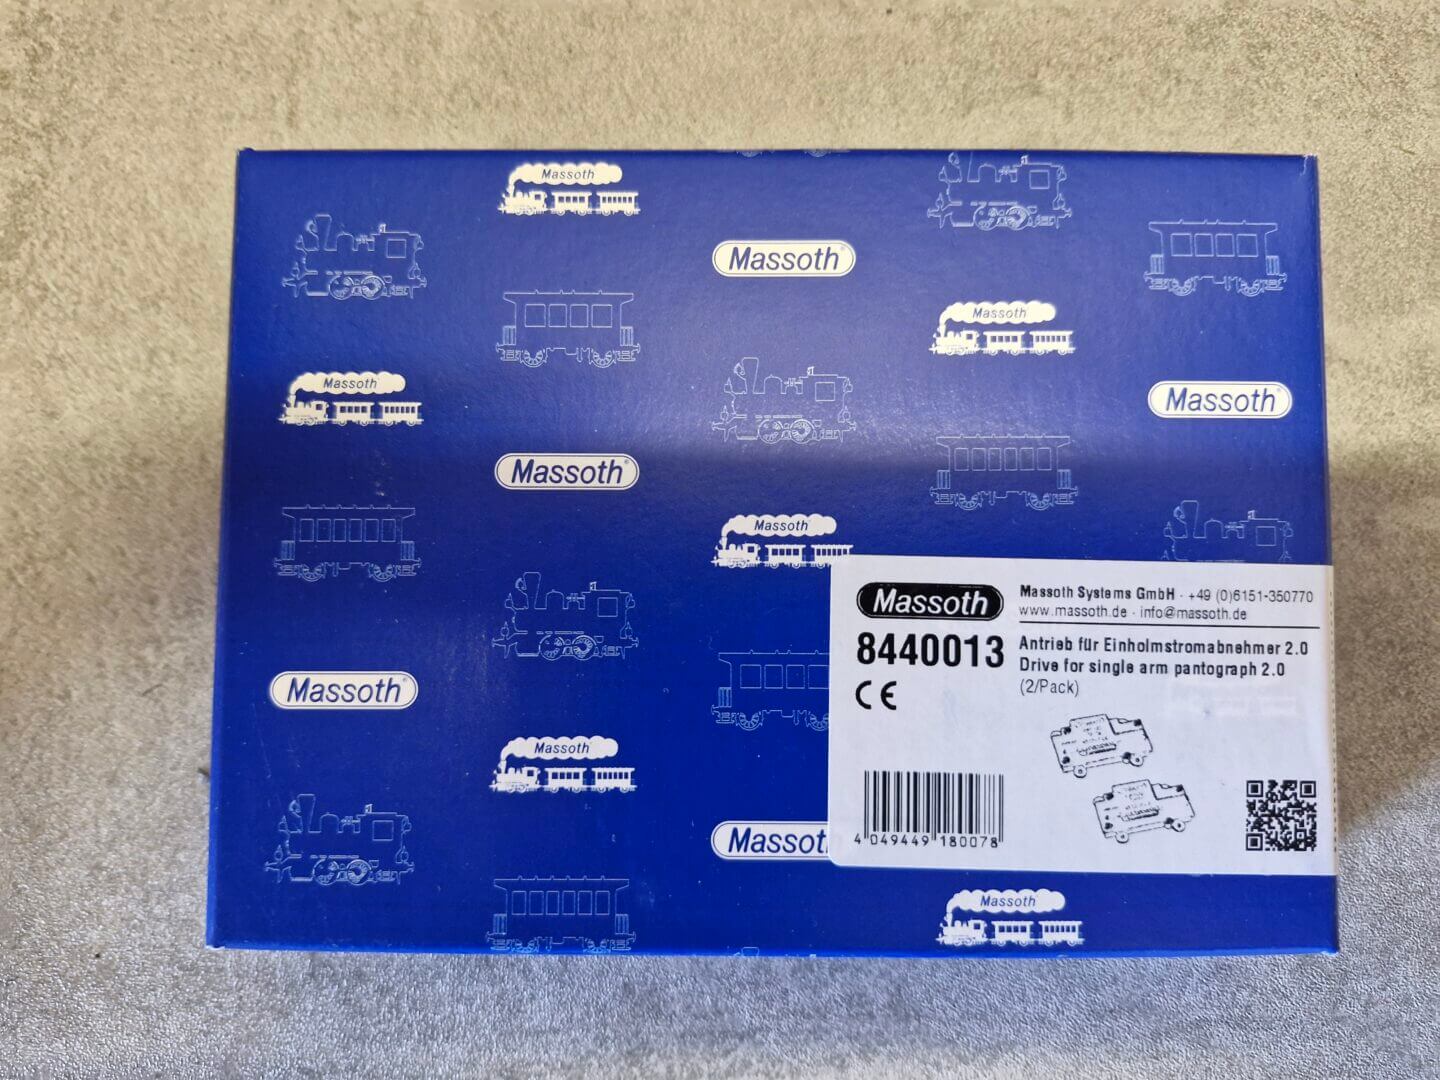 Massoth
Massoth
Massoth
Massoth
Massoth
Massoth
Massoth
Massoth
Massoth
Massoth
Massoth
Massoth
Massoth Systems GmbH · +49 (0)6151-350770
www.massoth.de · info@massoth.de
8440013
Antrieb für Einholmstromabnehmer 2.0
Drive for single arm pantograph 2.0
(2/Pack)
CE
4 049449 180078